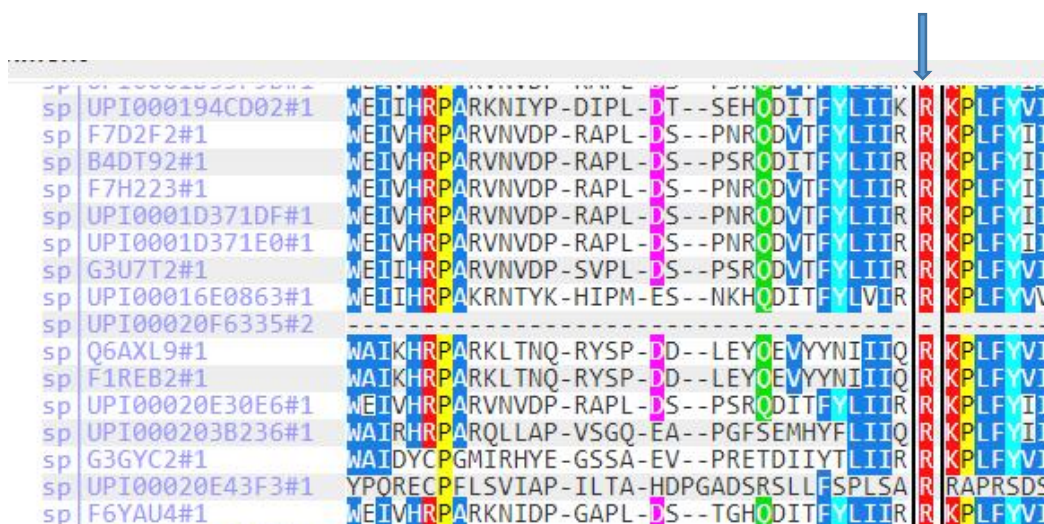 sp|UPI000194CD02#1 WEIIHRPARKNIYP-DIPL-DT--SEHQDITFYLIIK R KPLFYVI
sp|F7D2F2#1 WEIVHRPARVNVDP-RAPL-DS--PNRQDVTFYLIIR R KPLFYII
sp|B4DT92#1 WEIVHRPARVNVDP-RAPL-DS--PSRQDITFYLIIR R KPLFYII
sp|F7H223#1 WEIVHRPARVNVDP-RAPL-DS--PNRQDVTFYLIIR R KPLFYII
sp|UPI0001D371DF#1 WEIVHRPARVNVDP-RAPL-DS--PNRQDVTFYLIIR R KPLFYII
sp|UPI0001D371E0#1 WEIVHRPARVNVDP-RAPL-DS--PNRQDVTFYLIIR R KPLFYII
sp|G3U7T2#1 WEIIHRPARVNVDP-SVPL-DS--PSRQDVTFYLIIR R KPLFYVI
sp|UPI00016E0863#1 WEIIHRPAKRNTYK-HIPM-ES--NKHQDITFYLVIR R KPLFYVV
sp|UPI00020F6335#2 ------------------------------------- - -------
sp|Q6AXL9#1 WAIKHRPARKLTNQ-RYSP-DD--LEYQEVYYNIIIQ R KPLFYVI
sp|F1REB2#1 WAIKHRPARKLTNQ-RYSP-DD--LEYQEVYYNIIIQ R KPLFYVI
sp|UPI00020E30E6#1 WEIVHRPARVNVDP-RAPL-DS--PSRQDITFYLIIR R KPLFYII
sp|UPI000203B236#1 WAIRHRPARQLLAP-VSGQ-EA--PGFSEMHYFLIIQ R KPLFYII
sp|G3GYC2#1 WAIDYCPGMIRHYE-GSSA-EV--PRETDIIYTLIIR R KPLFYVI
sp|UPI00020E43F3#1 YPQRECPFLSVIAP-ILTA-HDPGADSRSLLFSPLSA R RAPRSDS
sp|F6YAU4#1 WEIVHRPARKNIDP-GAPL-DS--TGHQDITFYLIIR R KPLFYVI